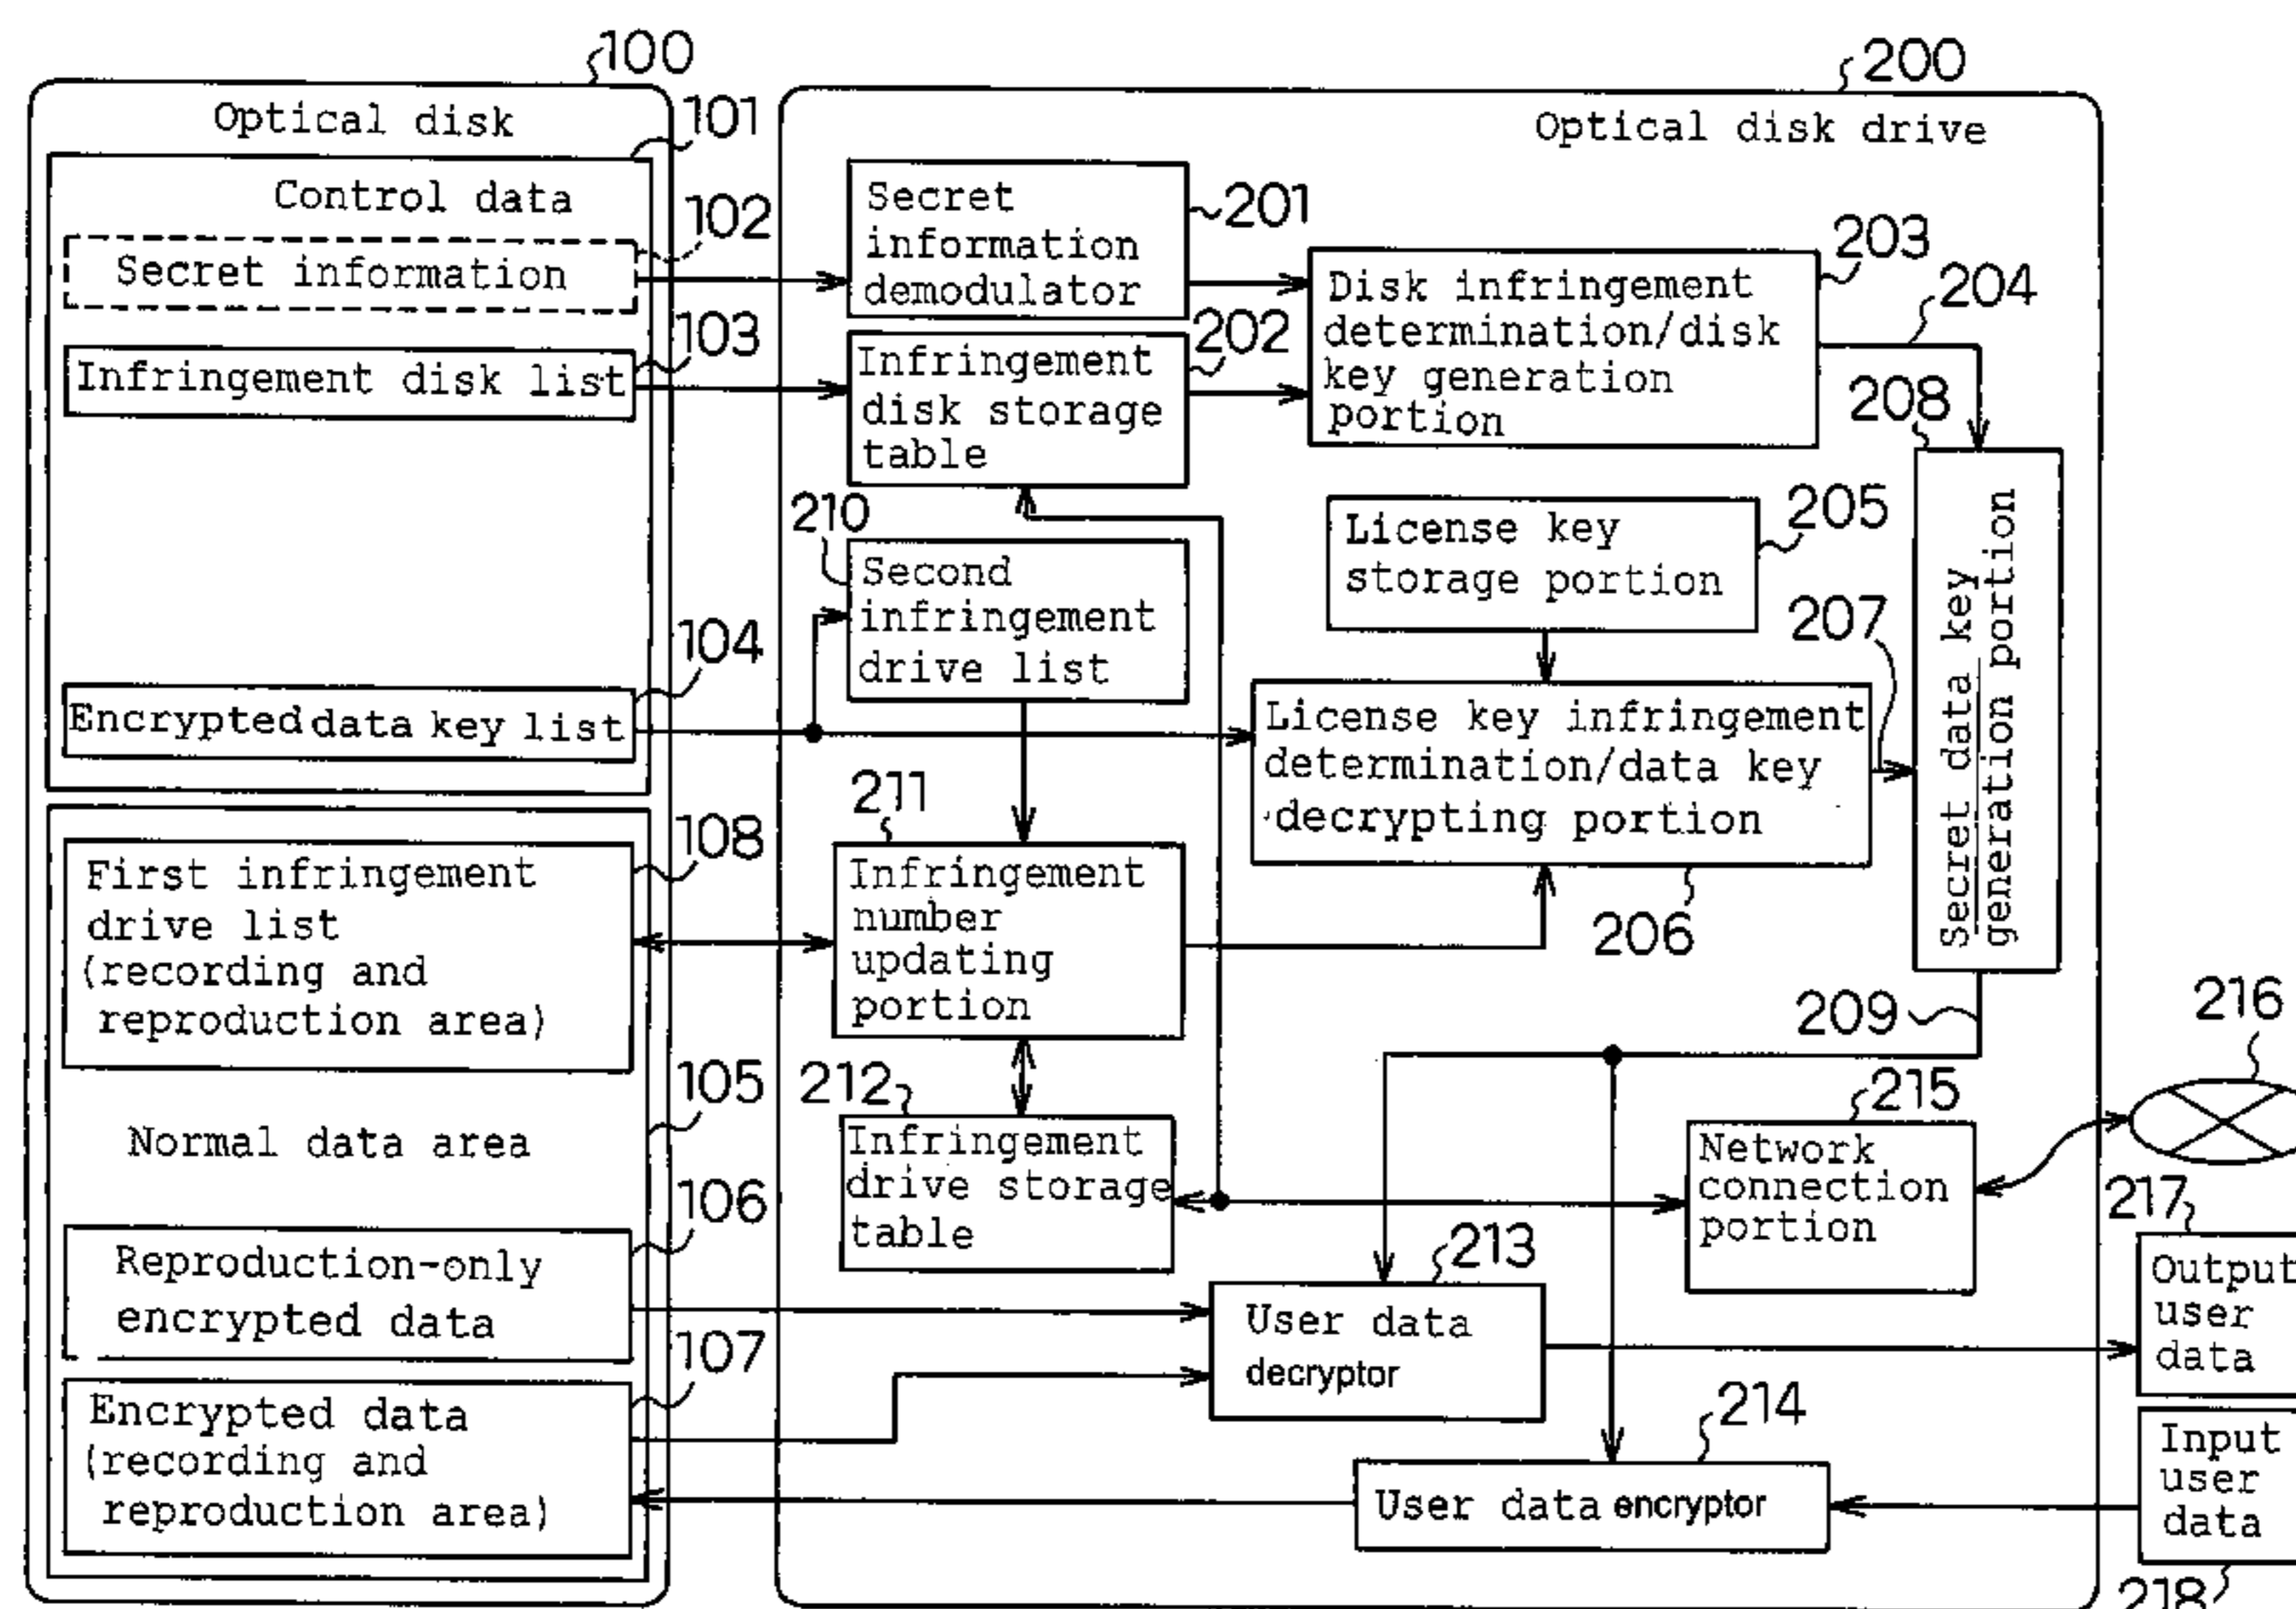 100
Optical disk
101
Control data
102
Secret information
103
Infringement disk list
104
Encrypted data key list
108
First infringement
drive list
(recording and
reproduction area)
105
Normal data area
106
Reproduction-only
encrypted data
107
Encrypted data
(recording and
reproduction area)
200
Optical disk drive
Secret
information
demodulator
201
Infringement
disk storage
table
202
203
Disk infringement
determination/disk
key generation
portion
204
208
Secret data key
generation portion
205
License key
storage portion
210
Second
infringement
drive list
207
License key infringement
determination/data key
decrypting portion
206
211
Infringement
number
updating
portion
209
212
Infringement
drive storage
table
215
Network
connection
portion
216
213
User data
decryptor
217
Output
user
data
214
User data encryptor
Input
user
data
218